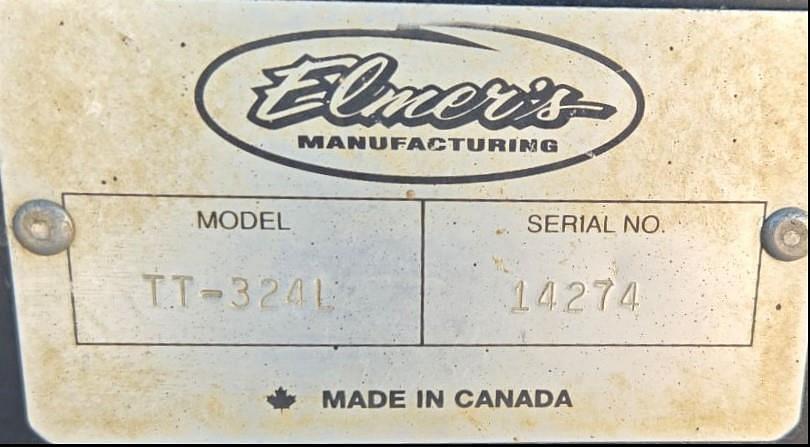 Elmer's
MANUFACTURING
MODEL
SERIAL NO.
TT-324L
14274
MADE IN CANADA